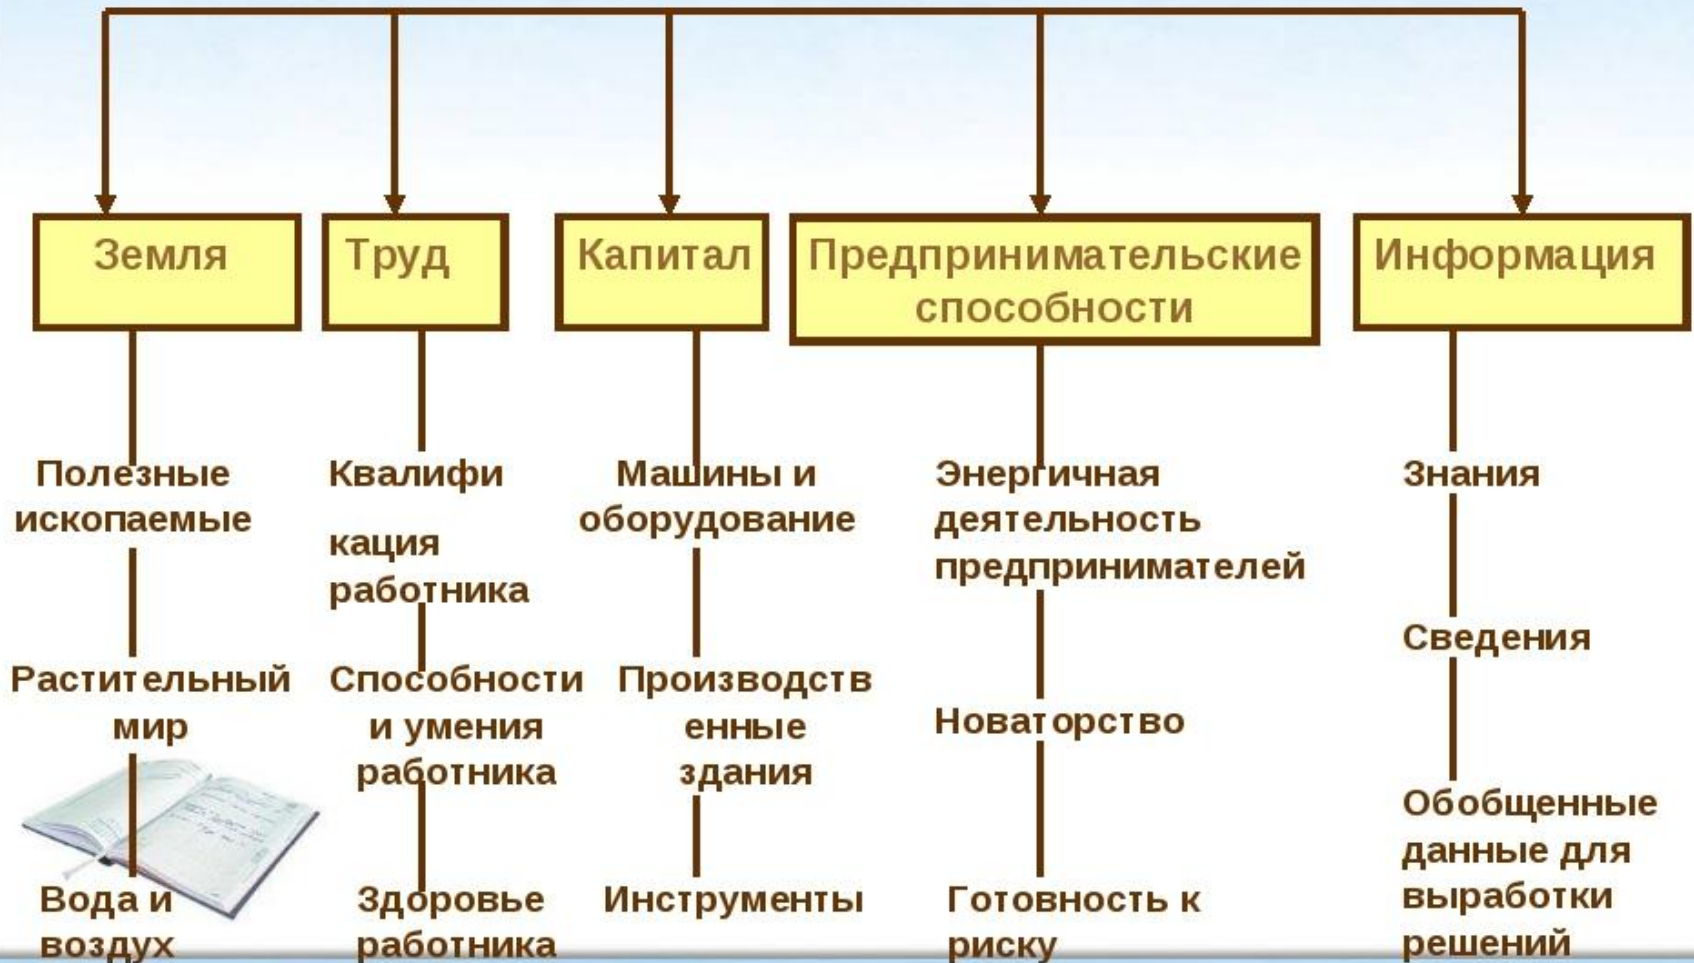 Земля
Труд
Капитал
Предпринимательские
способности
Информация
Полезные
ископаемые
Растительный
мир
Вода и
воздух
Квалифи
кация
работника
Способности
и умения
работника
Здоровье
работника
Машины и
оборудование
Производств
енные
здания
Инструменты
Энергичная
деятельность
предпринимателей
Новаторство
Готовность к
риску
Знания
Сведения
Обобщенные
данные для
выработки
решений